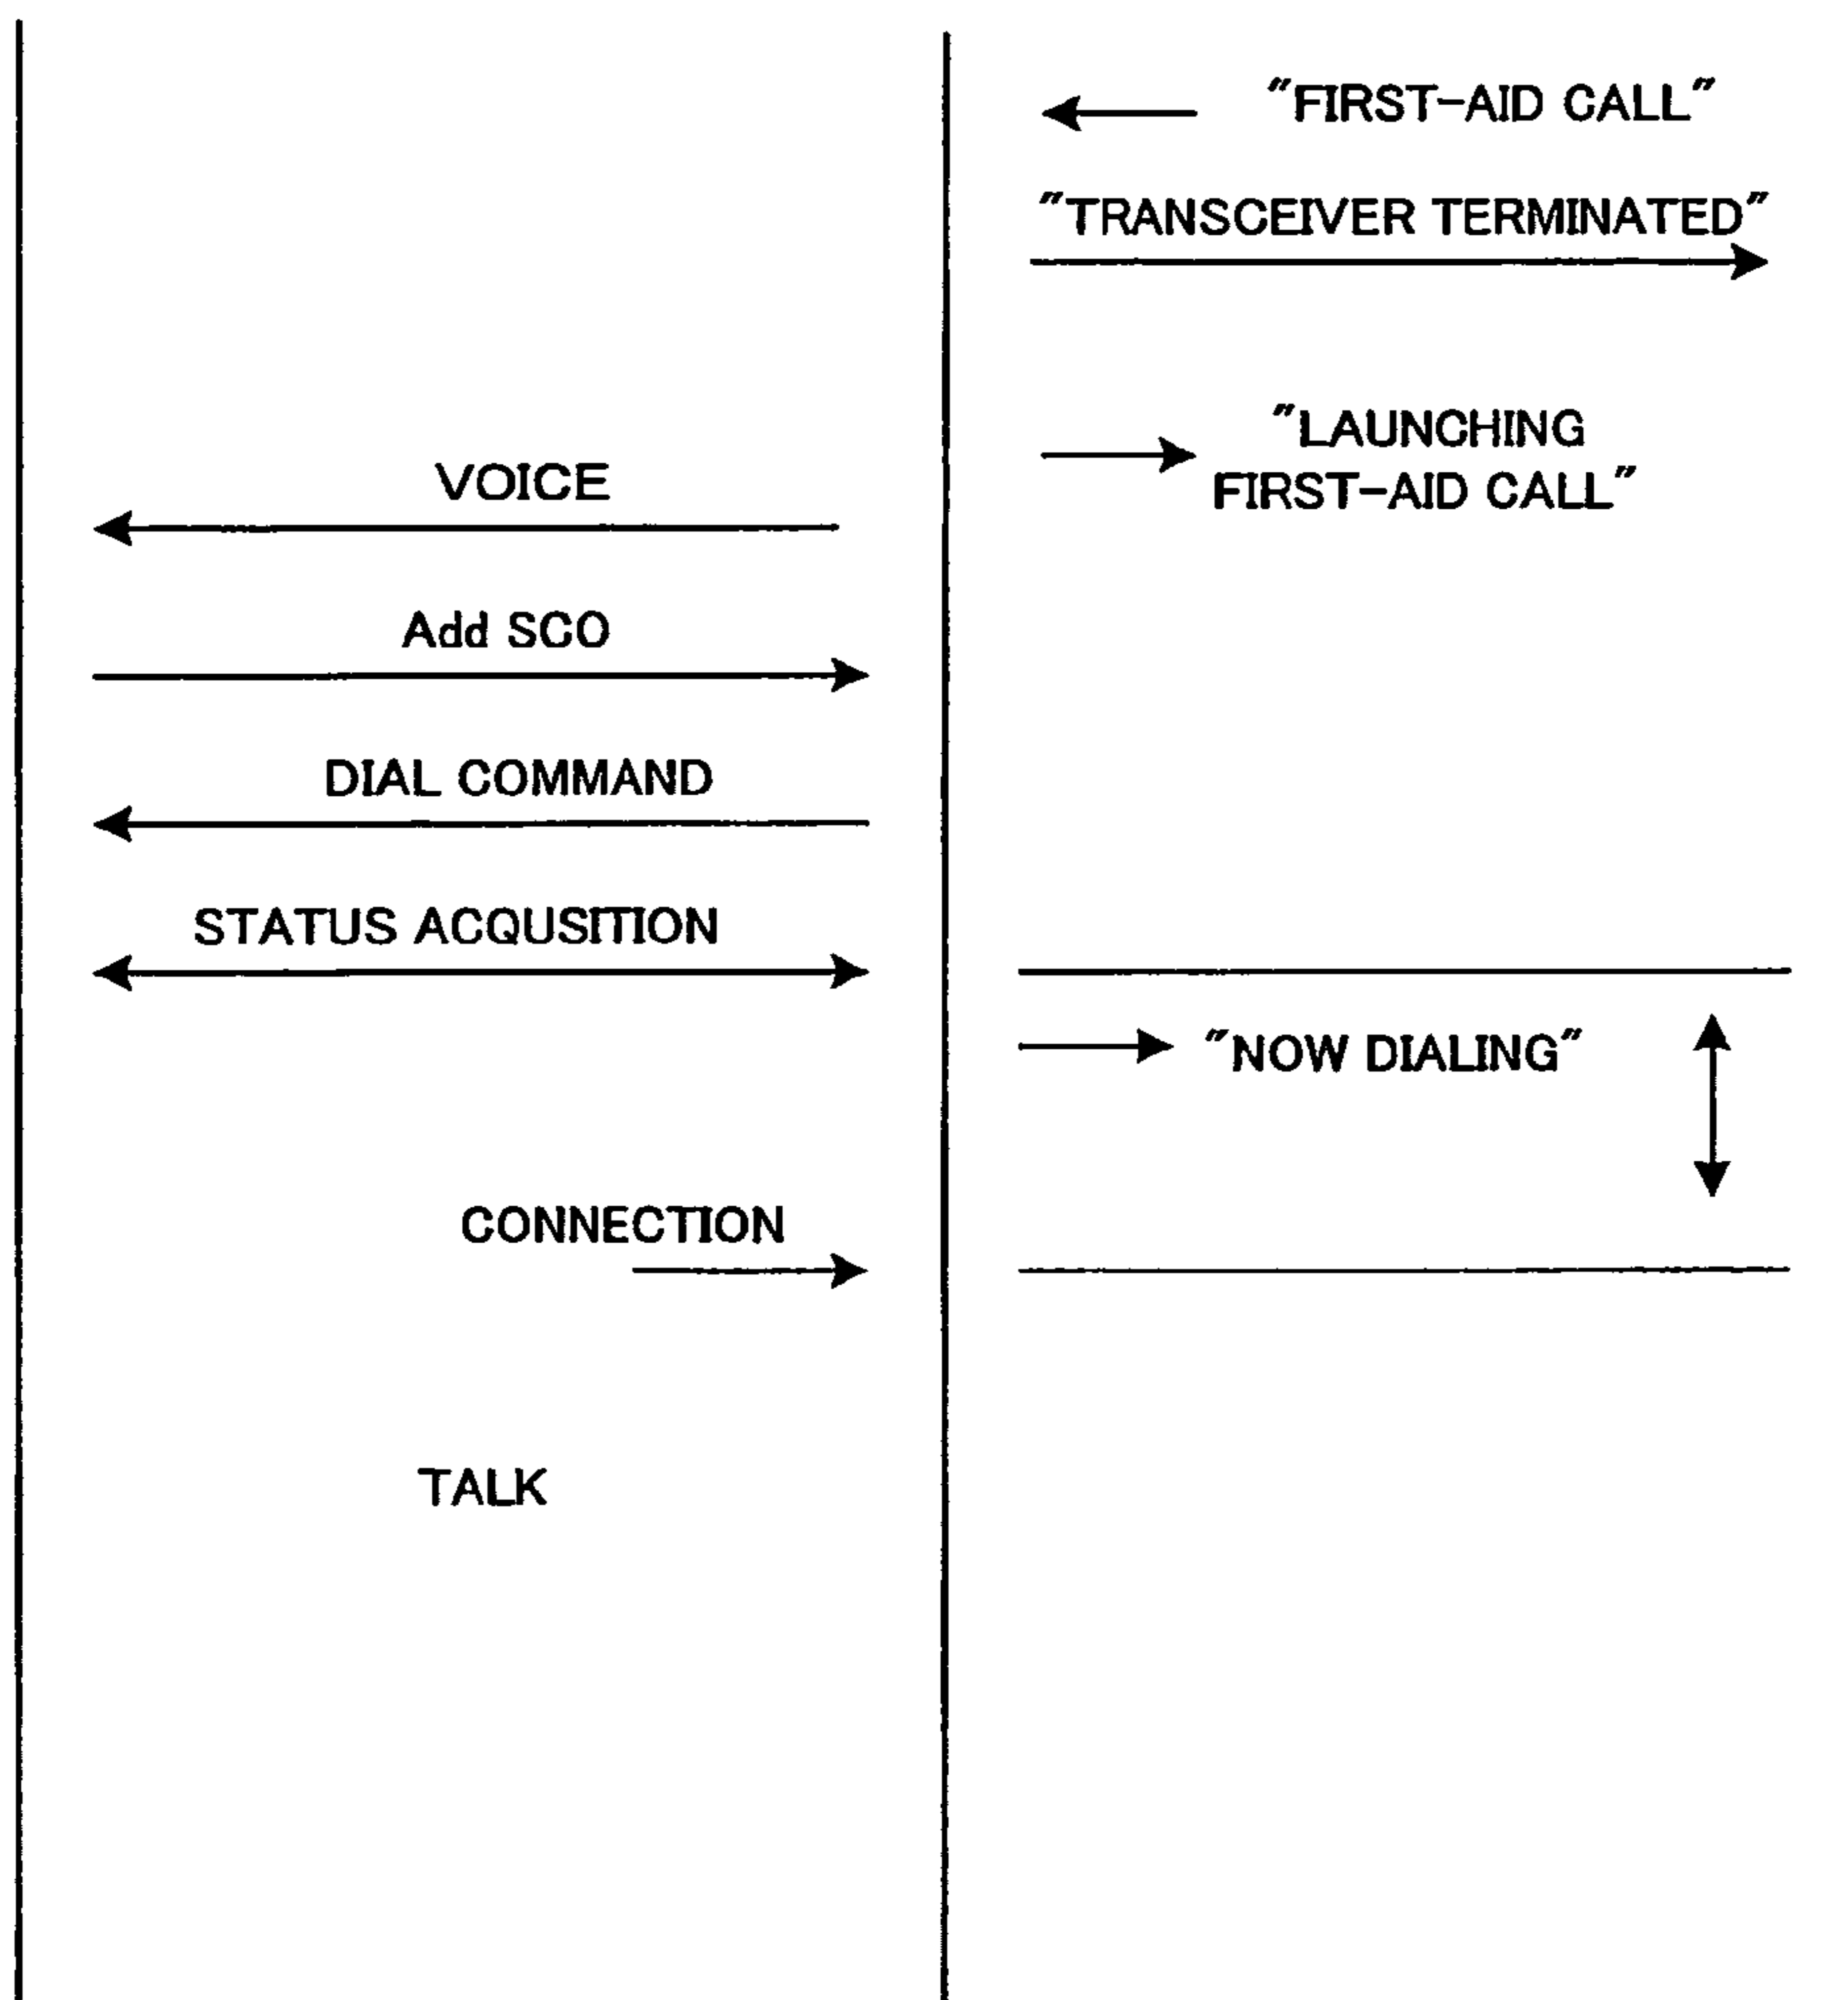 "FIRST-AID CALL"
"TRANSCEIVER TERMINATED"
"LAUNCHING
FIRST-AID CALL"
VOICE
Add SCO
DIAL COMMAND
STATUS ACQUSITION
"NOW DIALING"
CONNECTION
TALK